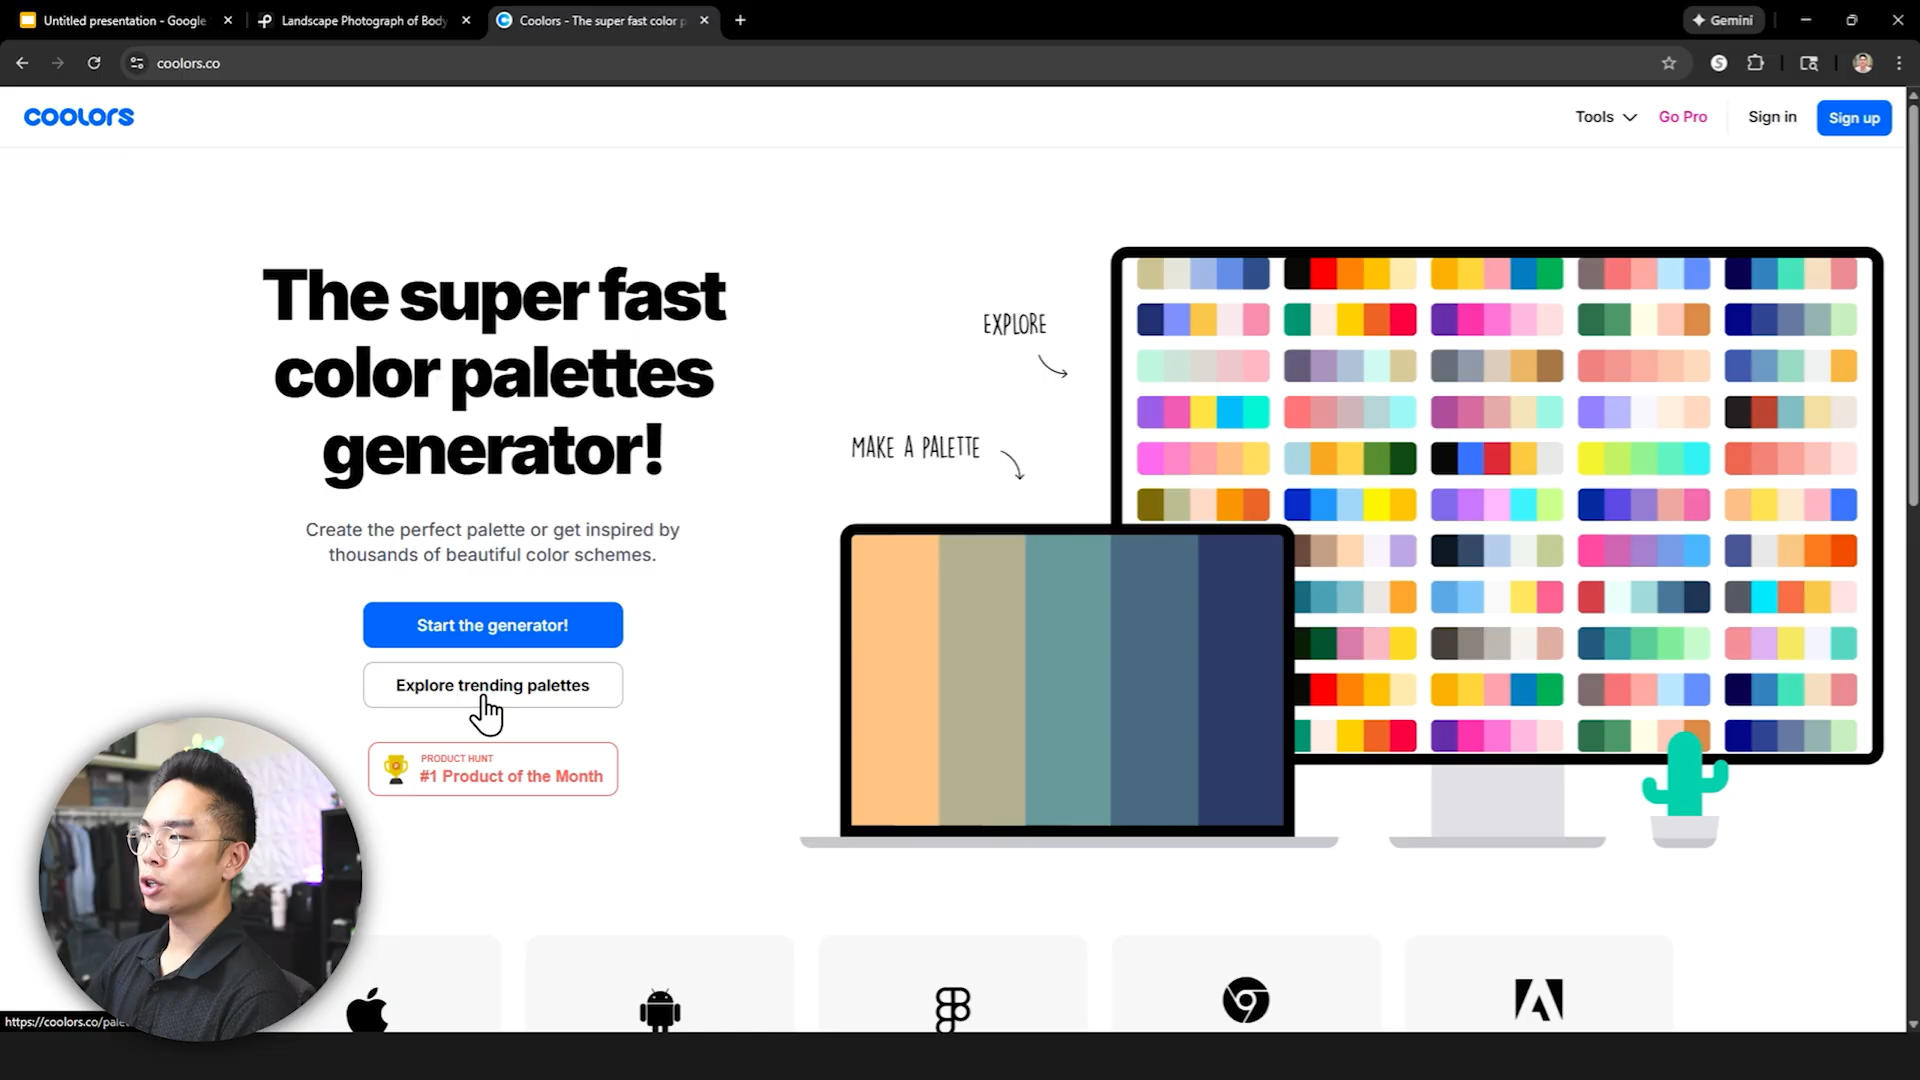 Untitled presentation - Google
Landscape Photograph of Body
Coolors - The super fast color p
Gemini
coolors.co
coolors
Tools
Go Pro
Sign in
Sign up
The super fast
color palettes
generator!
Create the perfect palette or get inspired by
thousands of beautiful color schemes.
Start the generator!
Explore trending palettes
PRODUCT HUNT
#1 Product of the Month
EXPLORE
MAKE A PALETTE
https://coolors.co/pale